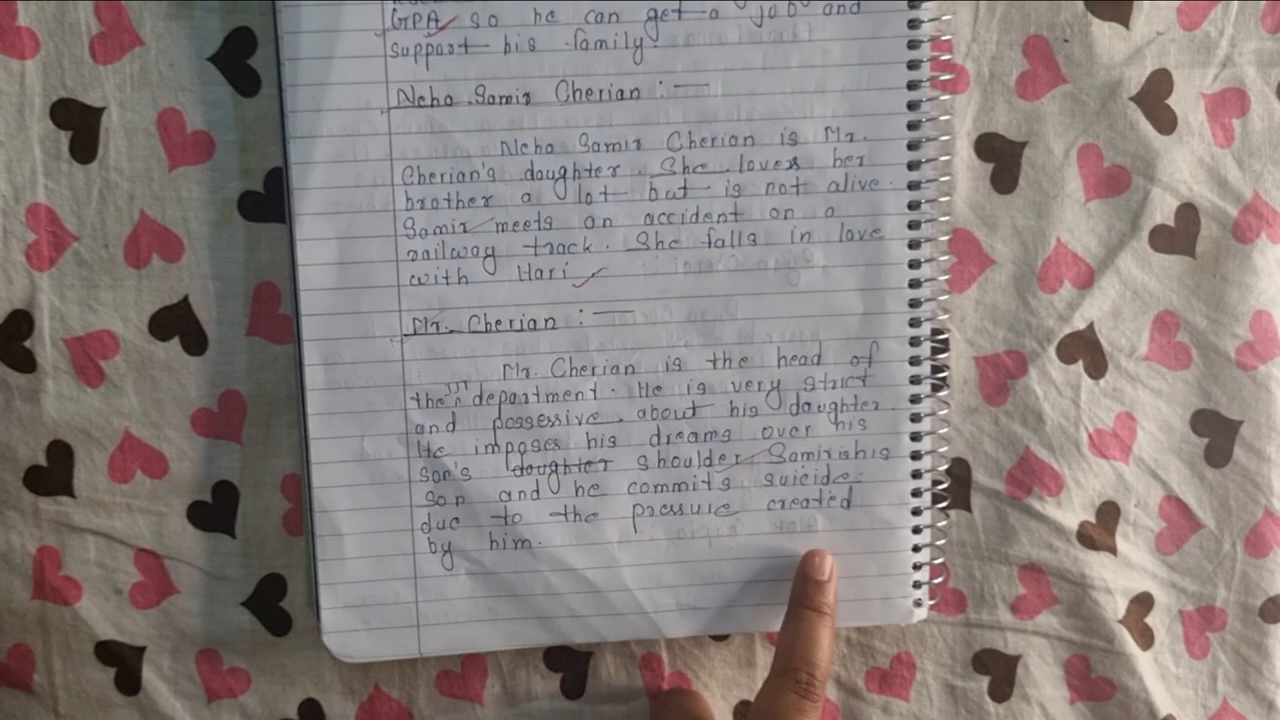 GPA so he can get a job and
support his family.
Neha Samir Cherian :—
Neha Samir Cherian is Mr.
Cherian's daughter. She loves her
brother a lot but is not alive.
Samir meets an accident on a
railway track. She falls in love
with Hari
Mr. Cherian :—
Mr. Cherian is the head of
the department. He is very strict
and possessive about his daughter.
He imposes his dreams over his
son's daughter shoulder Samir is his
son and he commits suicide
due to the pressure created
by him.